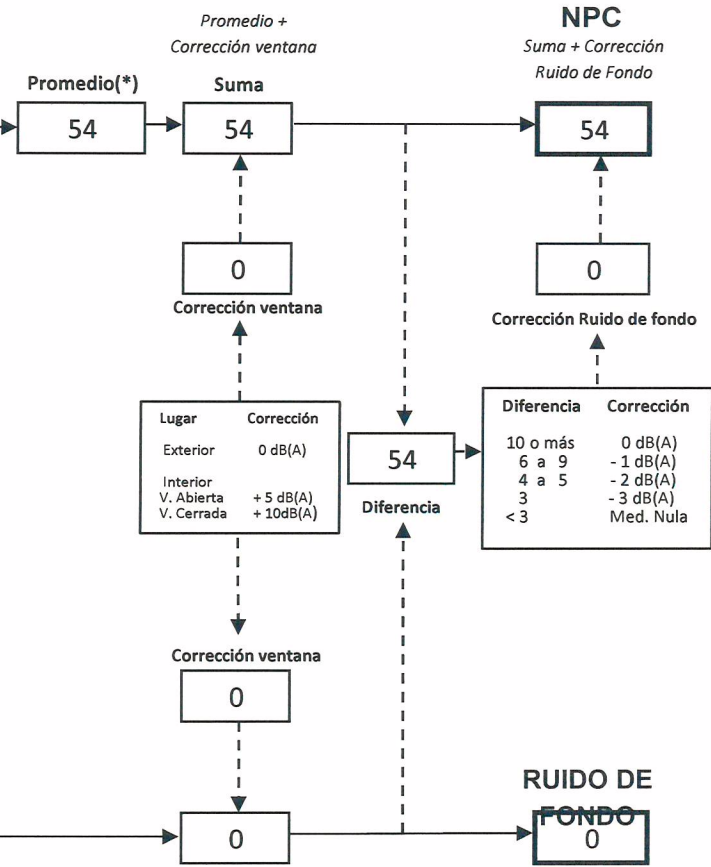 Promedio +
Corrección ventana
NPC
Suma + Corrección
Ruido de Fondo
Promedio(*)
Suma
54
54
54
0
Corrección ventana
0
Corrección Ruido de fondo
Lugar Corrección
Exterior 0 dB(A)
Interior
V. Abierta + 5 dB(A)
V. Cerrada + 10dB(A)
54
Diferencia
Diferencia Corrección
10 o más 0 dB(A)
6 a 9 - 1 dB(A)
4 a 5 - 2 dB(A)
3 - 3 dB(A)
< 3 Med. Nula
Corrección ventana
0
0
RUIDO DE
FONDO
0